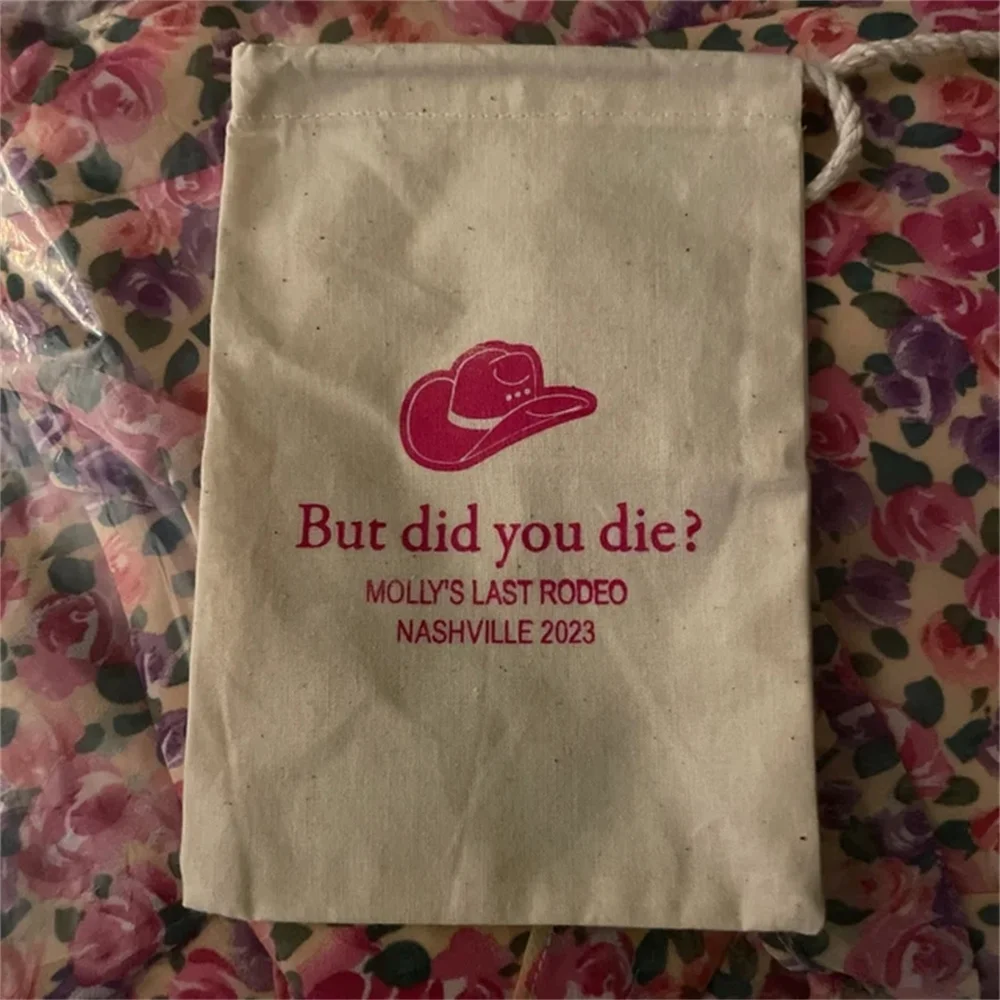 But did you die?
MOLLY'S LAST RODEO
NASHVILLE 2023